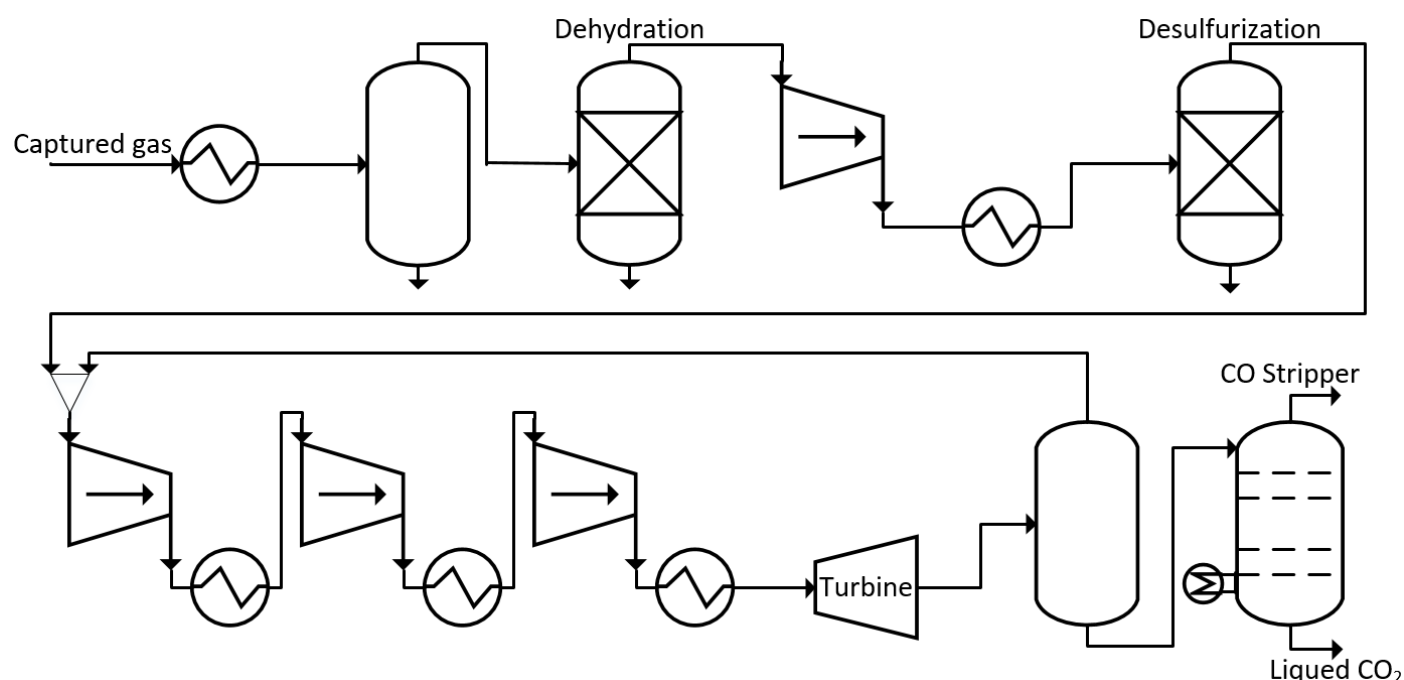 Dehydration
Desulfurization
Captured gas
CO Stripper
Turbine
Liqued CO₂